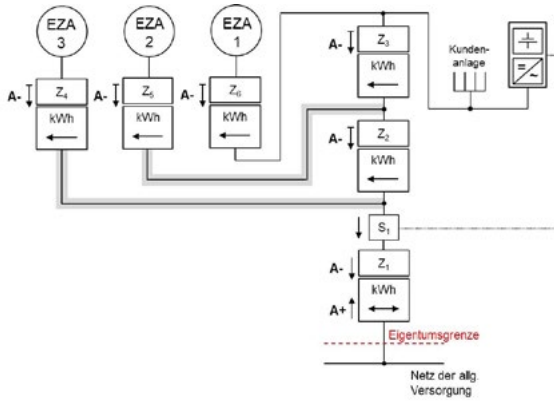 EZA
3
EZA
2
EZA
1
A-
Z4
kWh
A-
Z5
kWh
A-
Z6
kWh
A-
Z3
kWh
Kunden-
anlage
=
~
A-
Z2
kWh
S1
A-
Z1
kWh
A+
Eigentumsgrenze
Netz der allg.
Versorgung